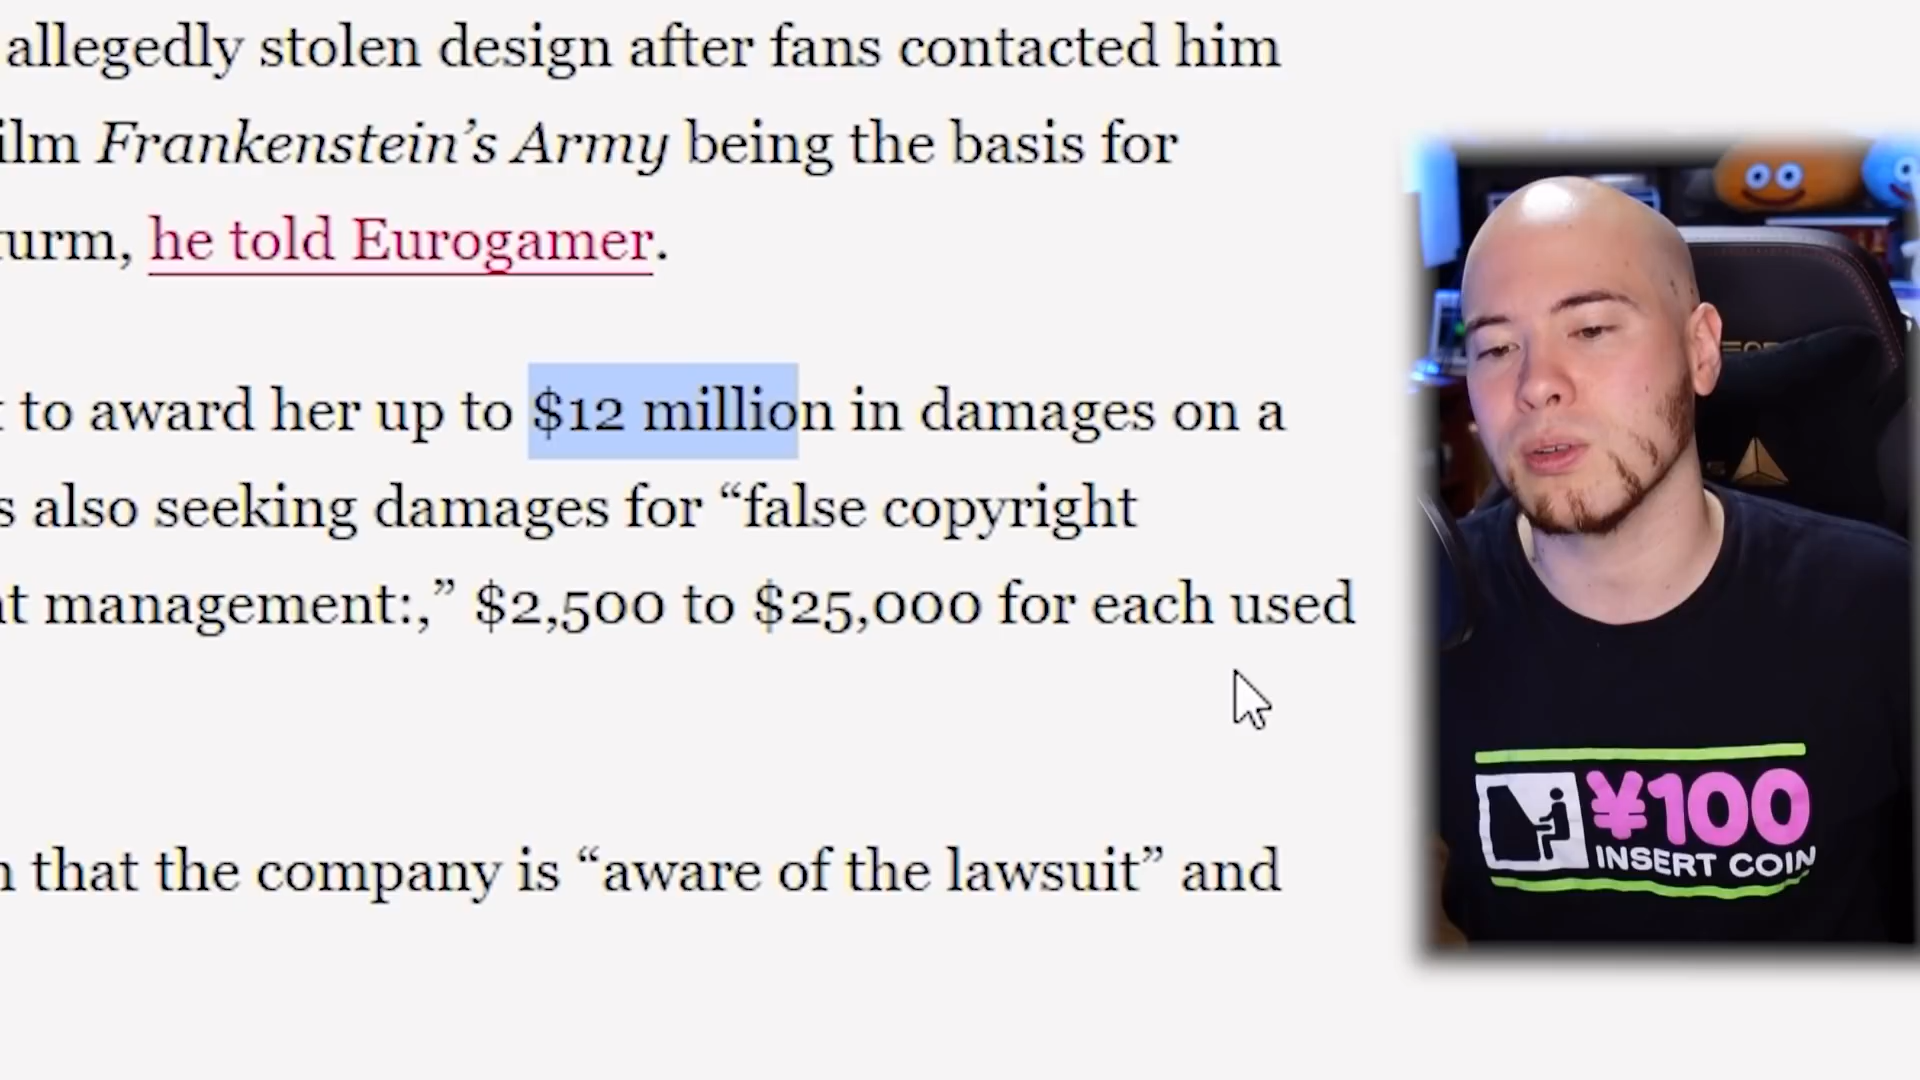 allegedly stolen design after fans contacted him
ilm Frankenstein’s Army being the basis for
turm, he told Eurogamer.
to award her up to $12 million in damages on a
s also seeking damages for “false copyright
nt management:,” $2,500 to $25,000 for each used
n that the company is “aware of the lawsuit” and
¥100
INSERT COIN